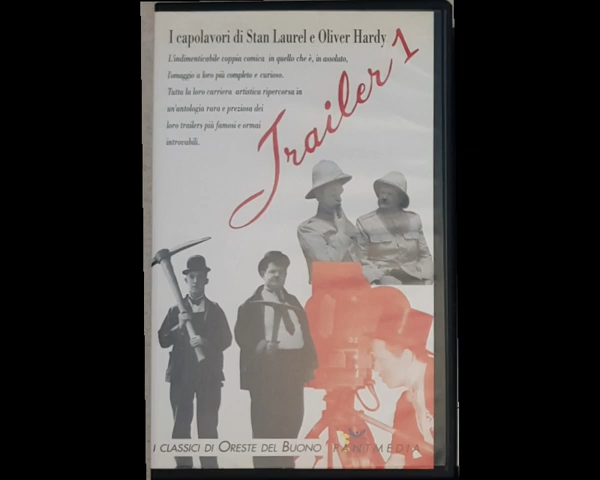 I capolavori di Stan Laurel e Oliver Hardy
L'indimenticabile coppia comica in quello che è, in assoluto,
l'omaggio a loro più completo e curioso.
Tutta la loro carriera artistica ripercorsa in
un'antologia rara e preziosa dei
loro trailers più famosi e ormai
introvabili.
Trailer 1
I CLASSICI DI ORESTE DEL BUONO
PANTMEDIA